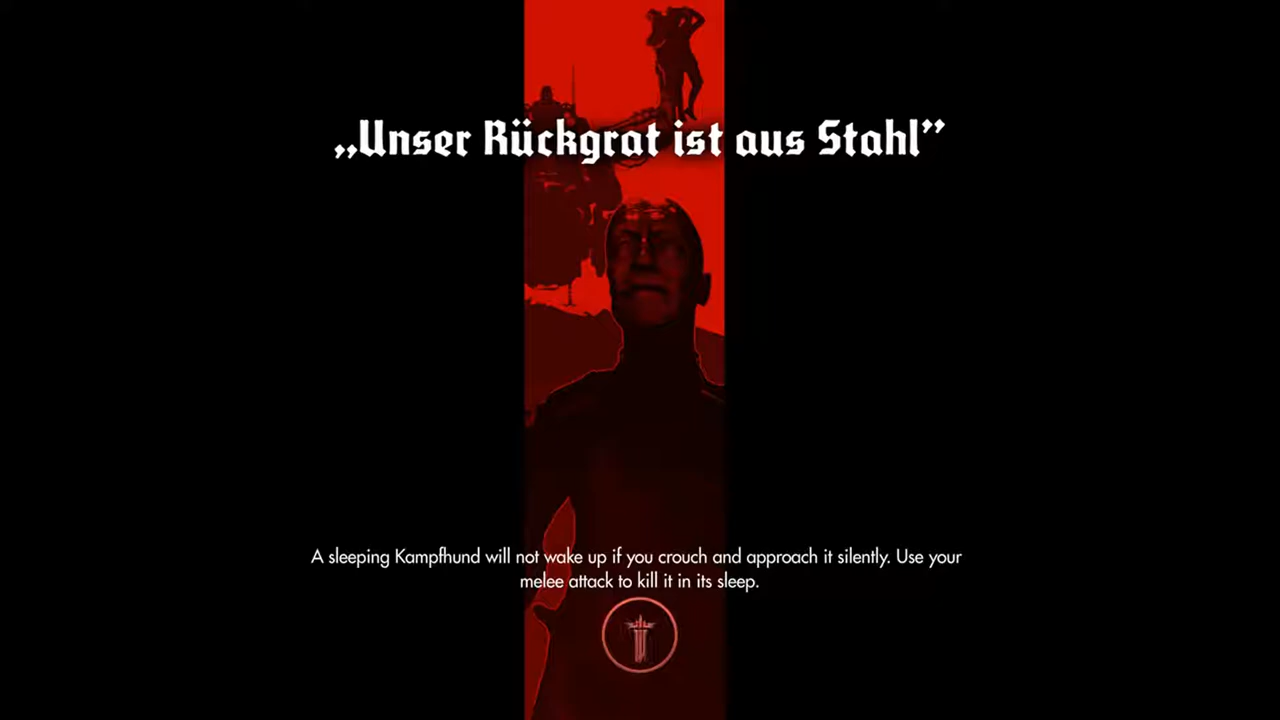 „Unser Rückgrat ist aus Stahl”
A sleeping Kampfhund will not wake up if you crouch and approach it silently. Use your
melee attack to kill it in its sleep.